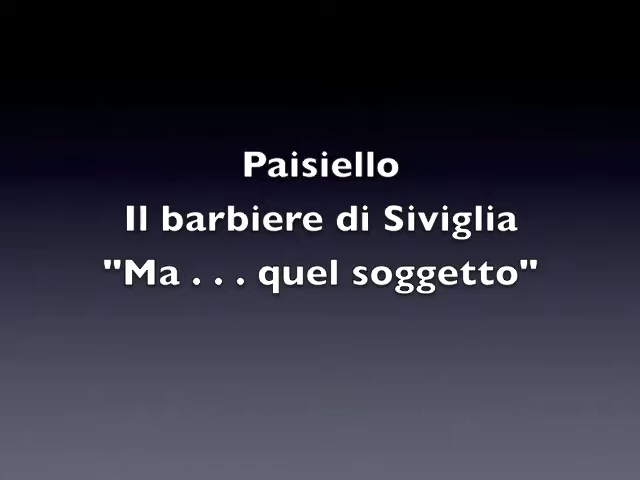 Paisiello
Il barbiere di Siviglia
"Ma . . . quel soggetto"